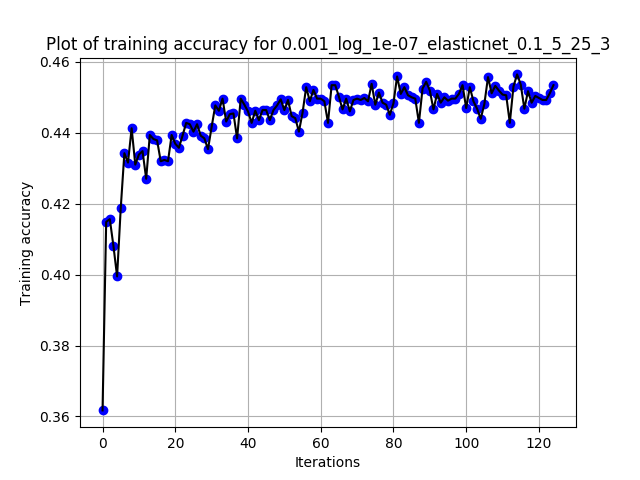 Plot of training accuracy for 0.001_log_1e-07_elasticnet_0.1_5_25_3
0.46
0.44
0.42
0.40
0.38
0.36
Training accuracy
0 20 40 60 80 100 120
Iterations